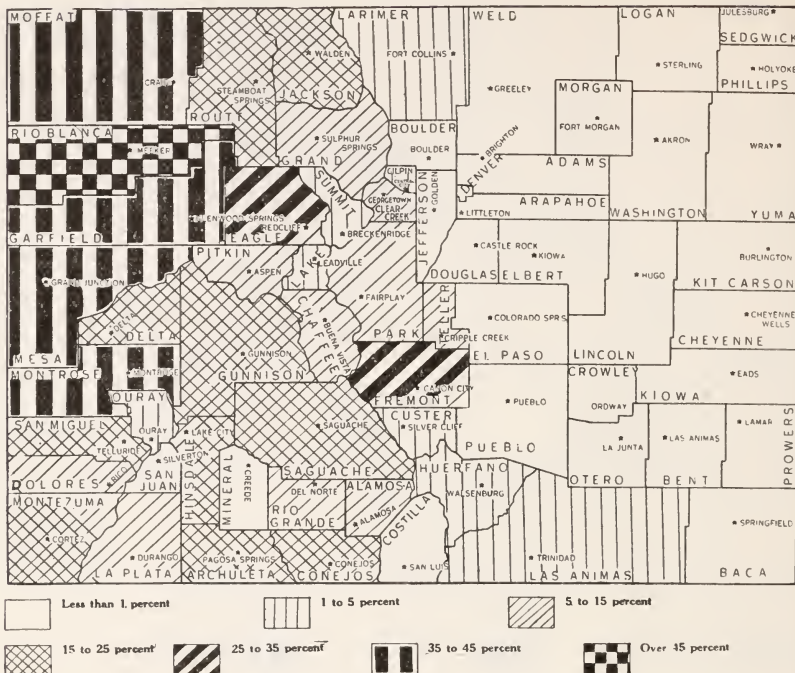 MOFFAT LARIMER WELD LOGAN JULESBURG
SEDGWICK
WALDEN FORT COLLINS
CRAIG STEAMBOAT SPRINGS STERLING HOLYOKE
JACKSON GREELEY MORGAN PHILLIPS
ROUTT
RIO BLANCA SULPHUR SPRINGS BOULDER FORT MORGAN AKRON
MEEKER GRAND BOULDER BRIGHTON WRAY
GILPIN CENTRAL DENVER ADAMS
GEORGETOWN GOLDEN
SUMMIT CLEAR CREEK JEFFERSON ARAPAHOE
GLENWOOD SPRINGS REDCLIFF LITTLETON WASHINGTON YUMA
GARFIELD EAGLE BRECKENRIDGE
PITKIN CASTLE ROCK KIOWA BURLINGTON
ASPEN LEADVILLE LAKE
GRAND JUNCTION DOUGLAS ELBERT HUGO KIT CARSON
FAIRPLAY
DELTA CHAFFEE TELLER COLORADO SPRS. CHEYENNE WELLS
DELTA BUENA VISTA PARK CRIPPLE CREEK
MESA GUNNISON EL PASO LINCOLN CHEYENNE
MONTROSE MONTROSE GUNNISON CROWLEY
CAÑON CITY KIOWA EADS
OURAY FREMONT PUEBLO ORDWAY
SAN MIGUEL OURAY LAKE CITY SAGUACHE CUSTER
SILVER CLIFF LA JUNTA LAS ANIMAS LAMAR
TELLURIDE SILVERTON PUEBLO PROWERS
RICO SAN JUAN HINSDALE MINERAL SAGUACHE HUERFANO
DOLORES CREEDE DEL NORTE ALAMOSA OTERO BENT
MONTEZUMA RIO GRANDE ALAMOSA COSTILLA WALSENBURG
CORTEZ SPRINGFIELD
DURANGO PAGOSA SPRINGS CONEJOS SAN LUIS TRINIDAD
LA PLATA ARCHULETA CONEJOS LAS ANIMAS BACA
Less than 1 percent 1 to 5 percent 5 to 15 percent
15 to 25 percent 25 to 35 percent 35 to 45 percent Over 45 percent